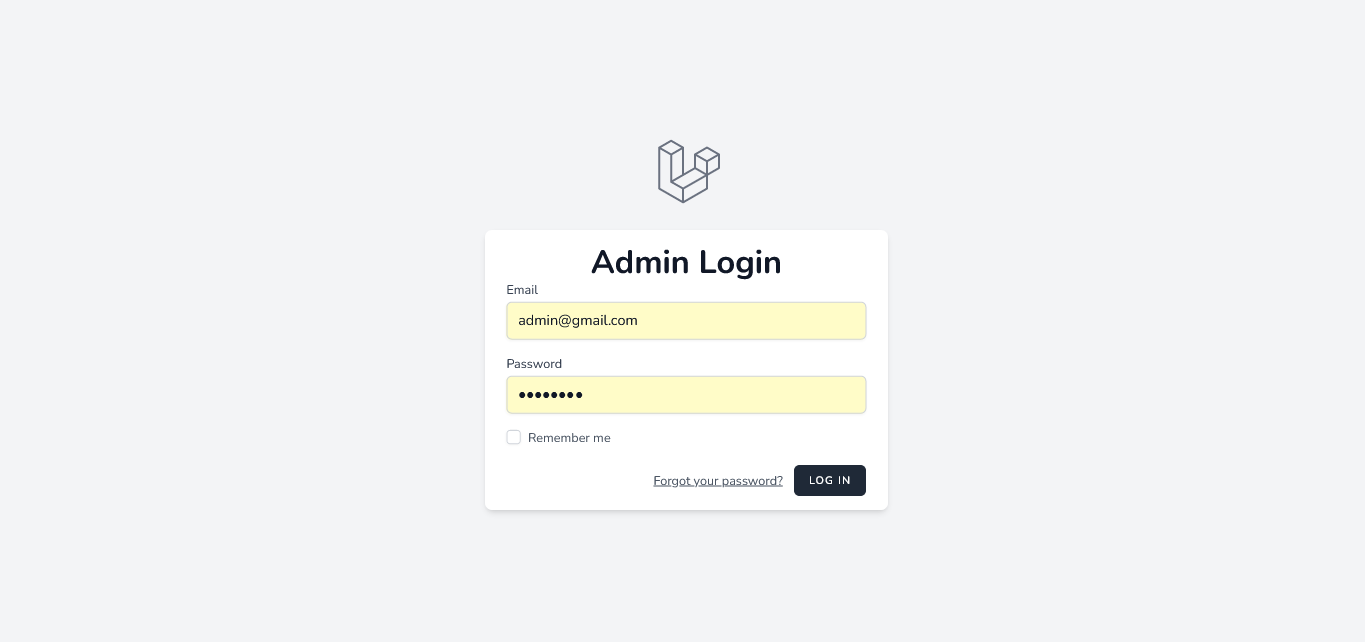 Admin Login
Email
admin@gmail.com
Password
••••••••
Remember me
Forgot your password? LOG IN